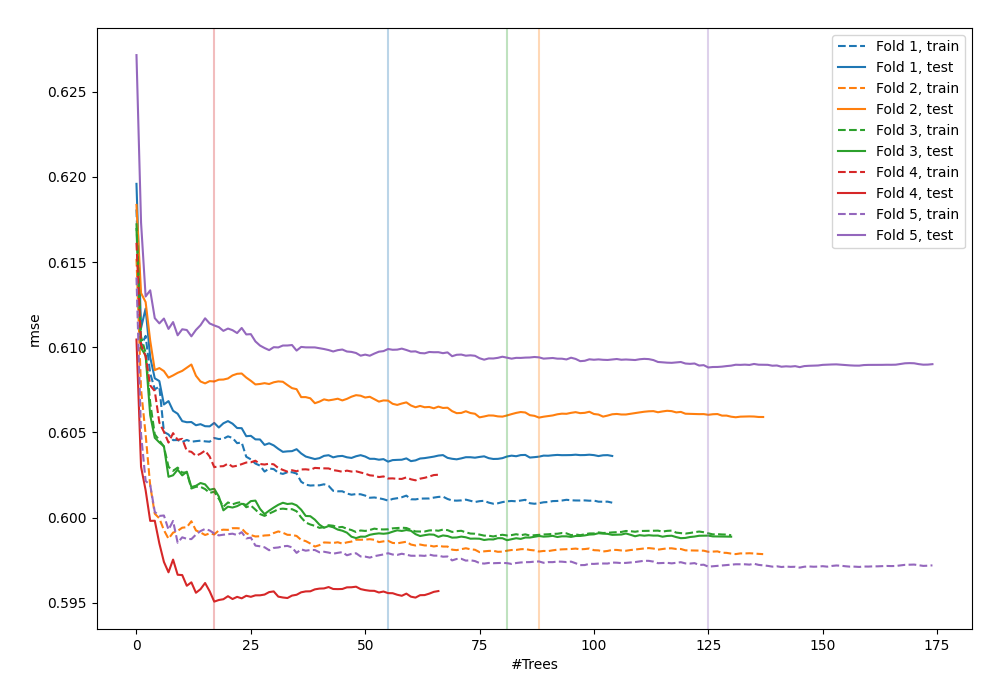 0.625
0.620
0.615
0.610
0.605
0.600
0.595
rmse
0
25
50
75
100
125
150
175
#Trees
Fold 1, train
Fold 1, test
Fold 2, train
Fold 2, test
Fold 3, train
Fold 3, test
Fold 4, train
Fold 4, test
Fold 5, train
Fold 5, test